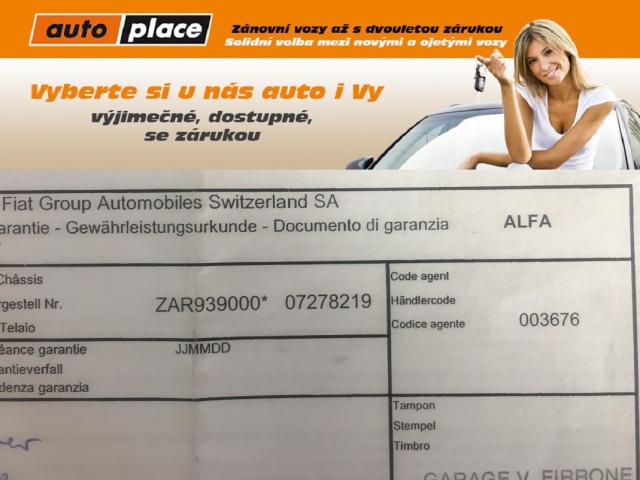 auto place
Zánovní vozy až s dvouletou zárukou
Solidní volba mezi novými a ojetými vozy
Vyberte si u nás auto i Vy
výjimečné, dostupné,
se zárukou
Fiat Group Automobiles Switzerland SA
arantie - Gewährleistungsurkunde - Documento di garanzia
ALFA
Châssis
rgestell Nr.
Telaio
ZAR939000* 07278219
Code agent
Händlercode
Codice agente
003676
éance garantie
antieverfall
denza garanzia
JJMMDD
Tampon
Stempel
Timbro
GARAGE V. FIBBONE